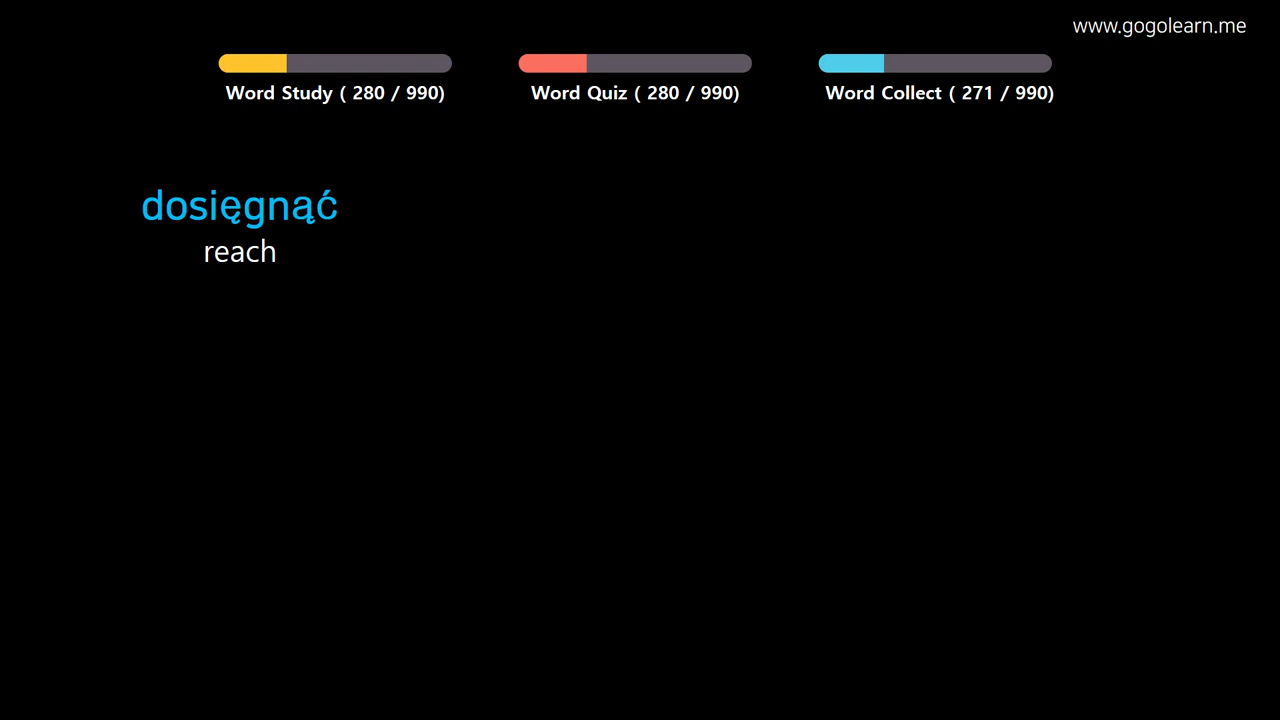 www.gogolearn.me
Word Study ( 280 / 990)
Word Quiz ( 280 / 990)
Word Collect ( 271 / 990)
dosięgnąć
reach